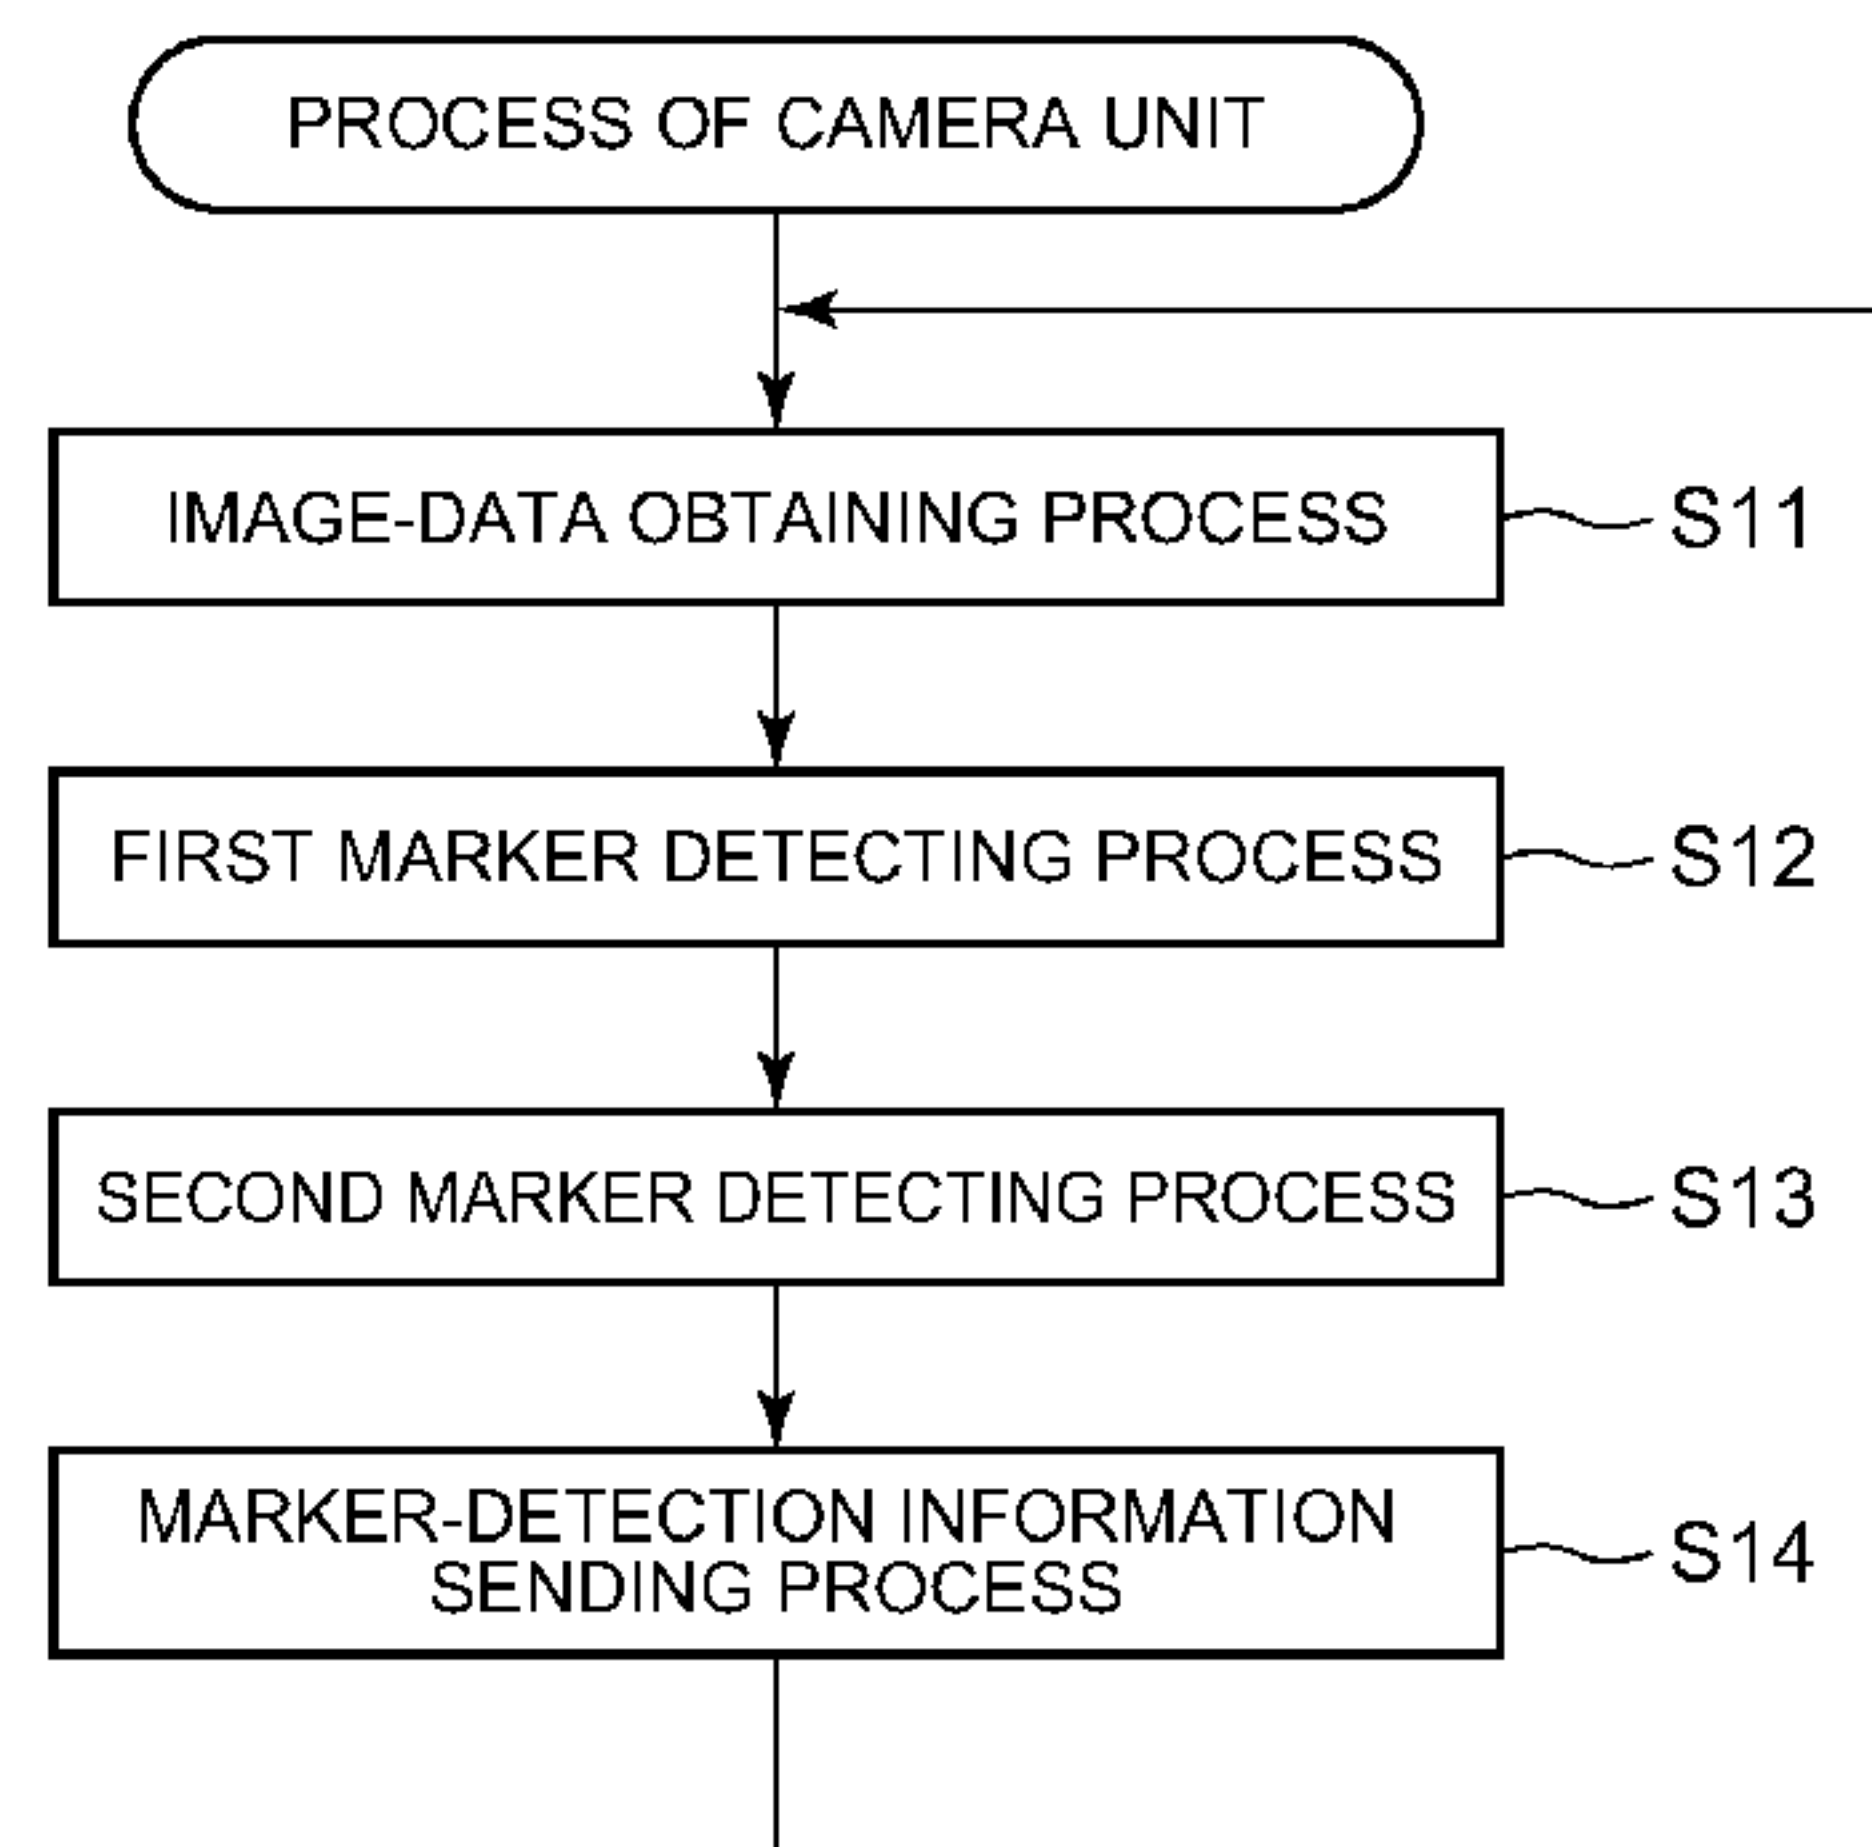 PROCESS OF CAMERA UNIT
IMAGE-DATA OBTAINING PROCESS
S11
FIRST MARKER DETECTING PROCESS
S12
SECOND MARKER DETECTING PROCESS
S13
MARKER-DETECTION INFORMATION
SENDING PROCESS
S14